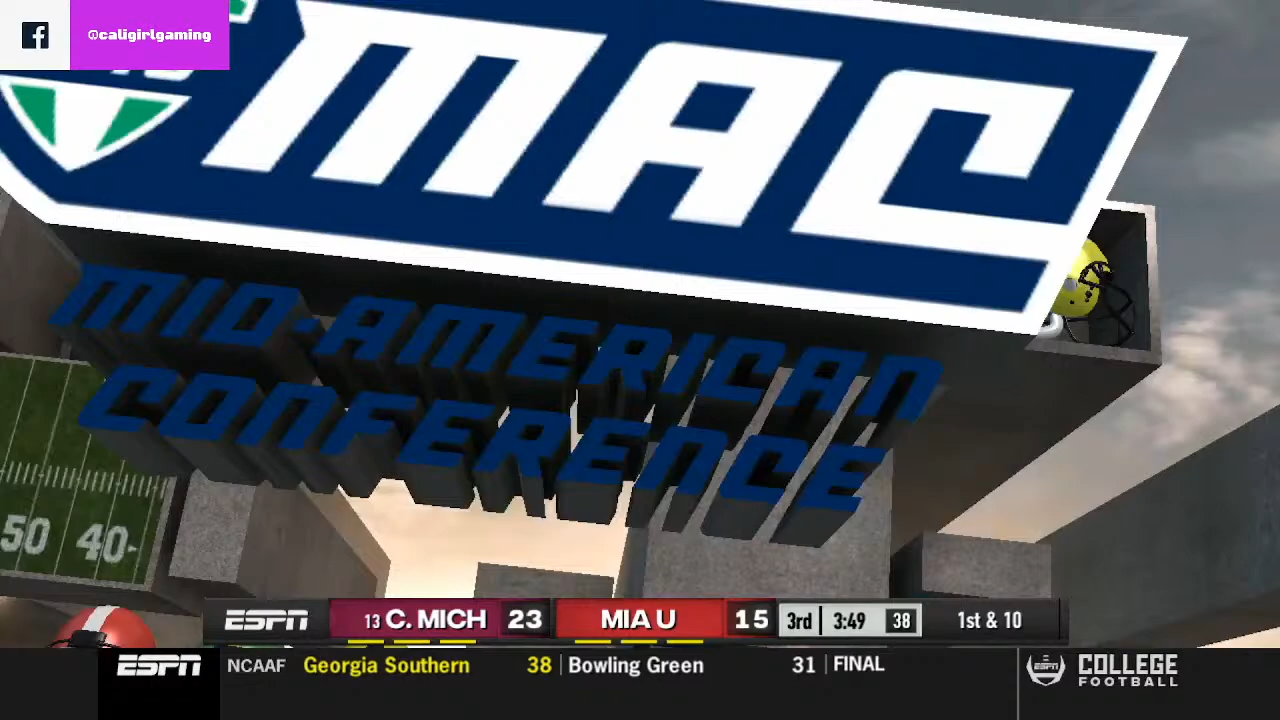 @caligirlgaming
MAC
MID-AMERICAN
CONFERENCE
50 40
ESPN 13 C. MICH 23 MIA U 15 3rd 3:49 38 1st & 10
ESPN NCAAF Georgia Southern 38 Bowling Green 31 FINAL ESPN COLLEGE
FOOTBALL